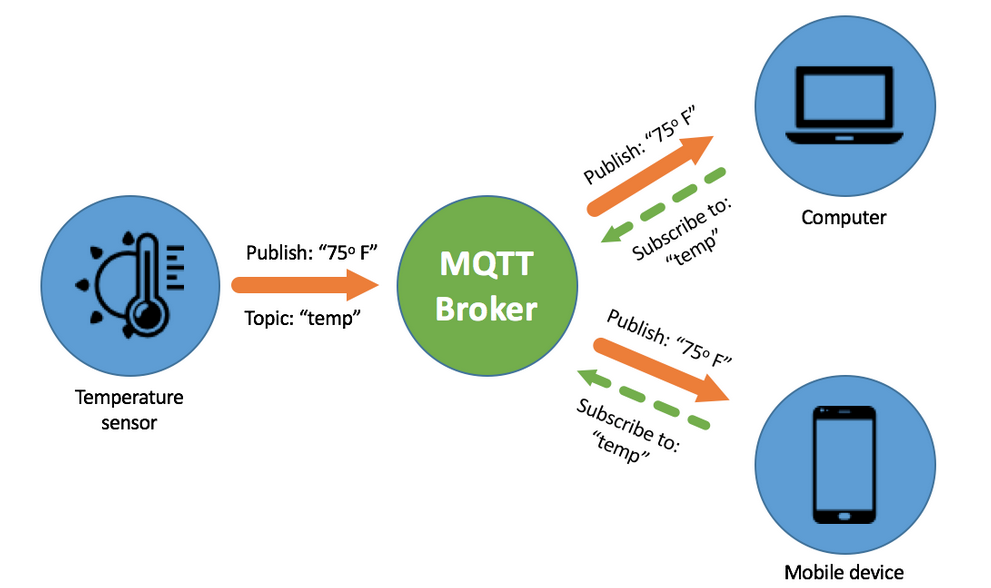 Temperature
sensor
Publish: “75º F”
Topic: “temp”
MQTT
Broker
Publish: “75º F”
Subscribe to:
“temp”
Computer
Publish: “75º F”
Subscribe to:
“temp”
Mobile device